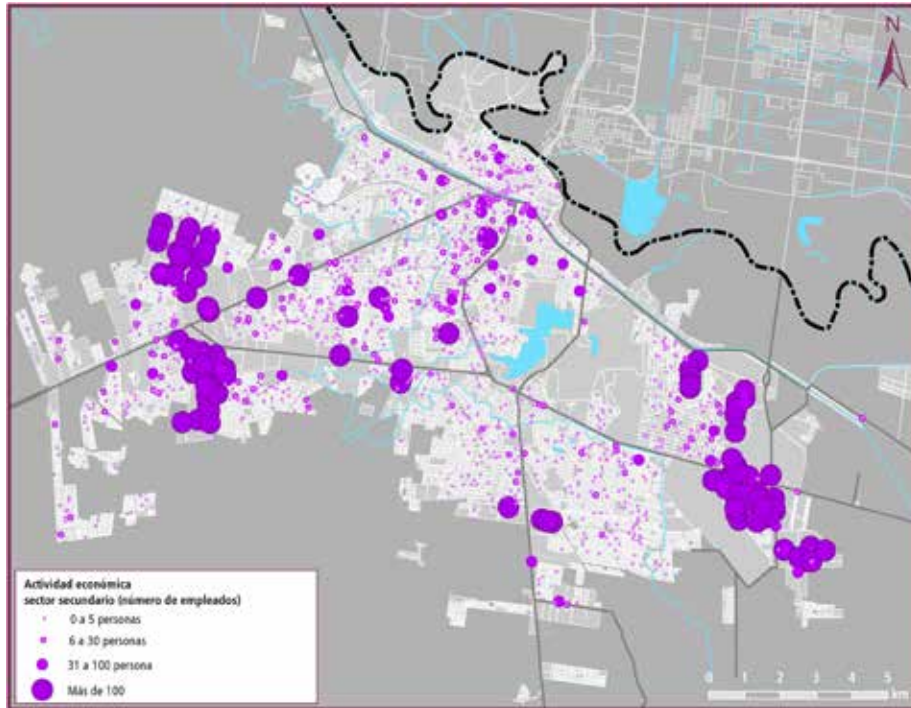 N
Actividad económica
sector secundario (número de empleados)
0 a 5 personas
6 a 30 personas
31 a 100 persona
Más de 100
0 1 2 3 4 5
km